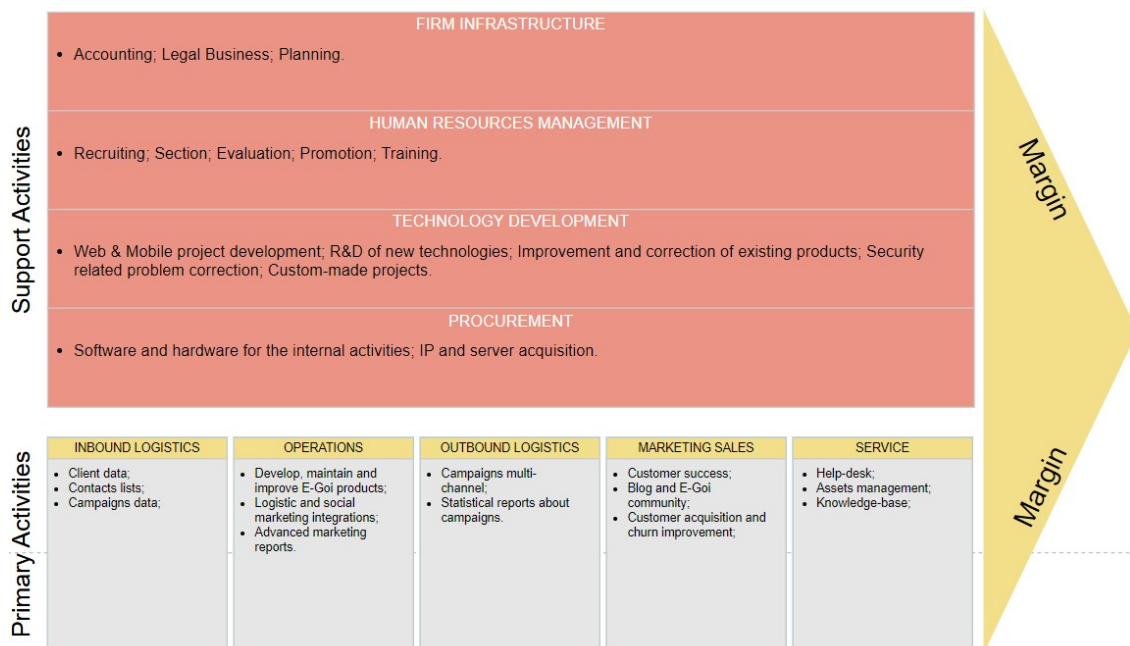 Support Activities
FIRM INFRASTRUCTURE
• Accounting; Legal Business; Planning.
HUMAN RESOURCES MANAGEMENT
• Recruiting; Section; Evaluation; Promotion; Training.
TECHNOLOGY DEVELOPMENT
• Web & Mobile project development; R&D of new technologies; Improvement and correction of existing products; Security
related problem correction; Custom-made projects.
PROCUREMENT
• Software and hardware for the internal activities; IP and server acquisition.
Margin
Primary Activities
INBOUND LOGISTICS
• Client data;
• Contacts lists;
• Campaigns data;
OPERATIONS
• Develop, maintain and
improve E-Goi products;
• Logistic and social
marketing integrations;
• Advanced marketing
reports.
OUTBOUND LOGISTICS
• Campaigns multi-
channel;
• Statistical reports about
campaigns.
MARKETING SALES
• Customer success;
• Blog and E-Goi
community;
• Customer acquisition and
churn improvement;
SERVICE
• Help-desk;
• Assets management;
• Knowledge-base;
Margin